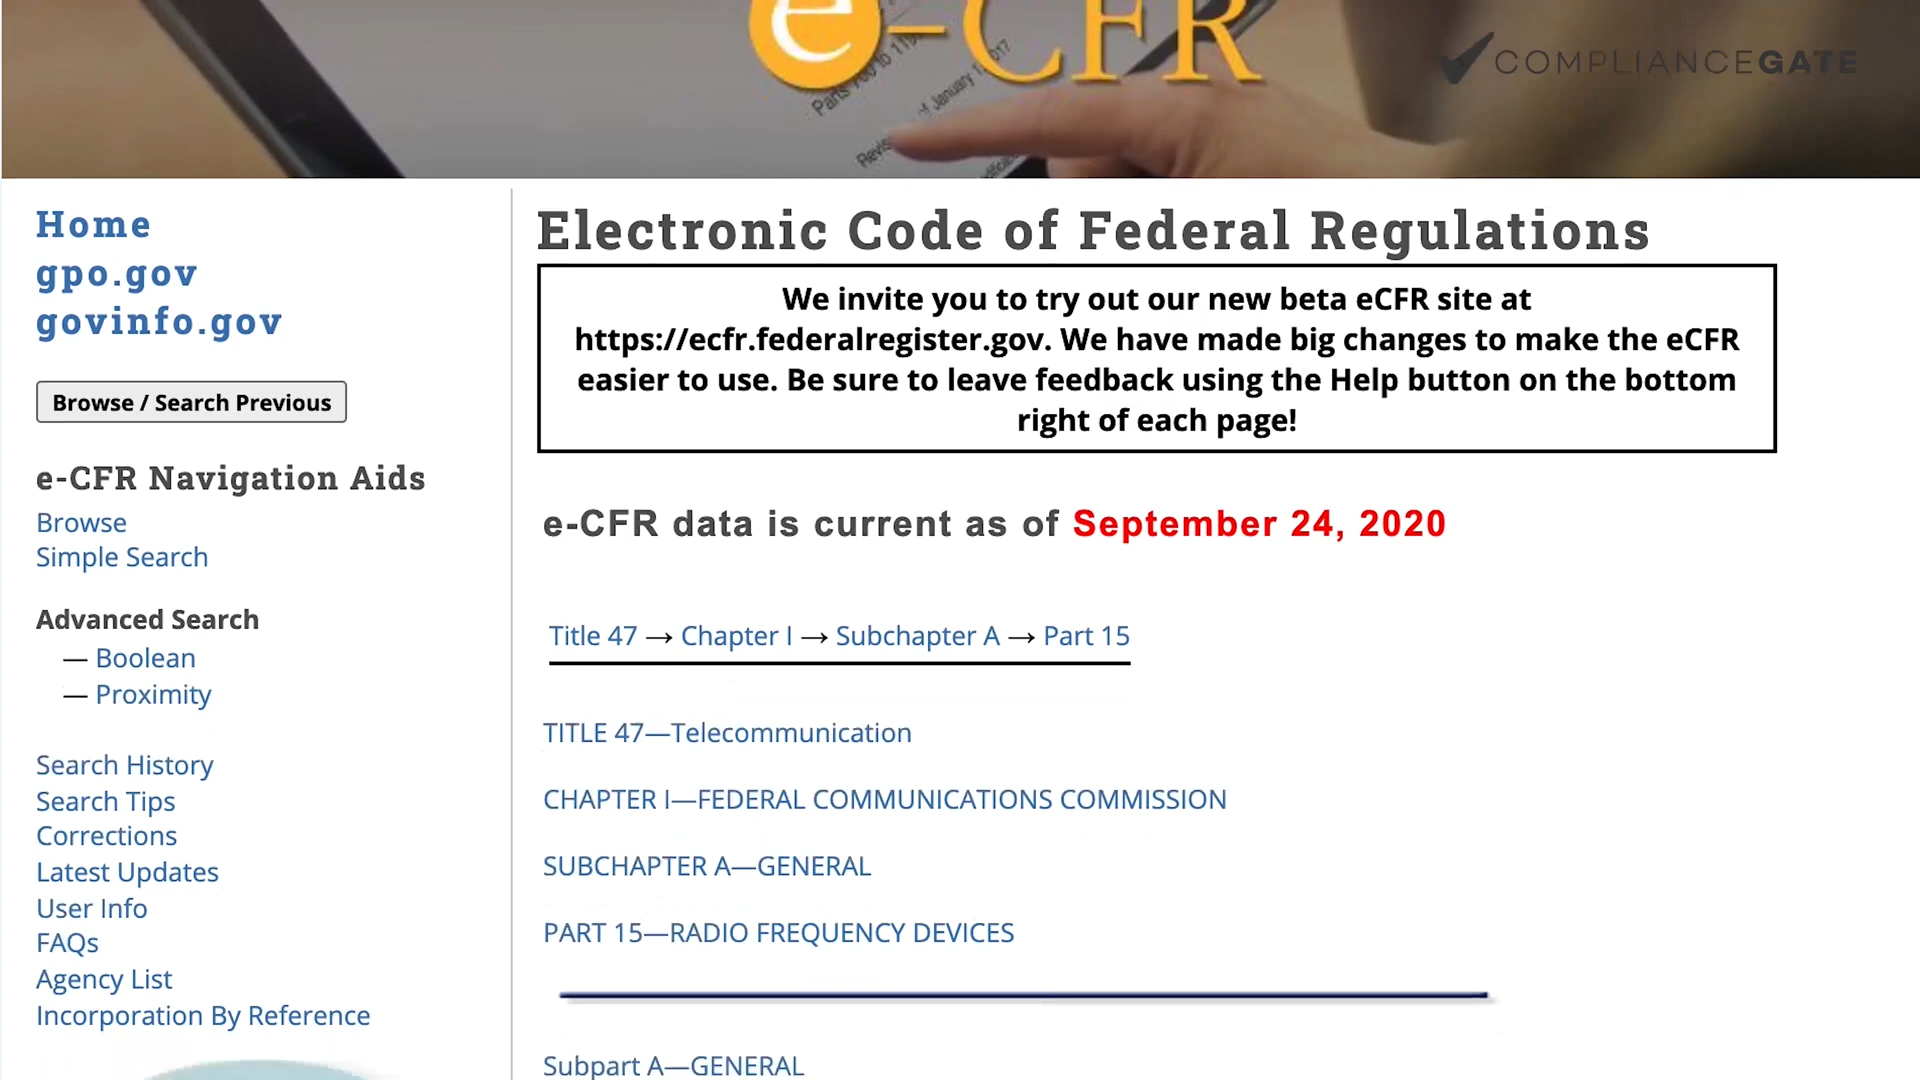 e-CFR
COMPLIANCEGATE
Home
gpo.gov
govinfo.gov
Browse / Search Previous
e-CFR Navigation Aids
Browse
Simple Search
Advanced Search
— Boolean
— Proximity
Search History
Search Tips
Corrections
Latest Updates
User Info
FAQs
Agency List
Incorporation By Reference
Electronic Code of Federal Regulations
We invite you to try out our new beta eCFR site at
https://ecfr.federalregister.gov. We have made big changes to make the eCFR
easier to use. Be sure to leave feedback using the Help button on the bottom
right of each page!
e-CFR data is current as of September 24, 2020
Title 47 → Chapter I → Subchapter A → Part 15
TITLE 47—Telecommunication
CHAPTER I—FEDERAL COMMUNICATIONS COMMISSION
SUBCHAPTER A—GENERAL
PART 15—RADIO FREQUENCY DEVICES
Subpart A—GENERAL